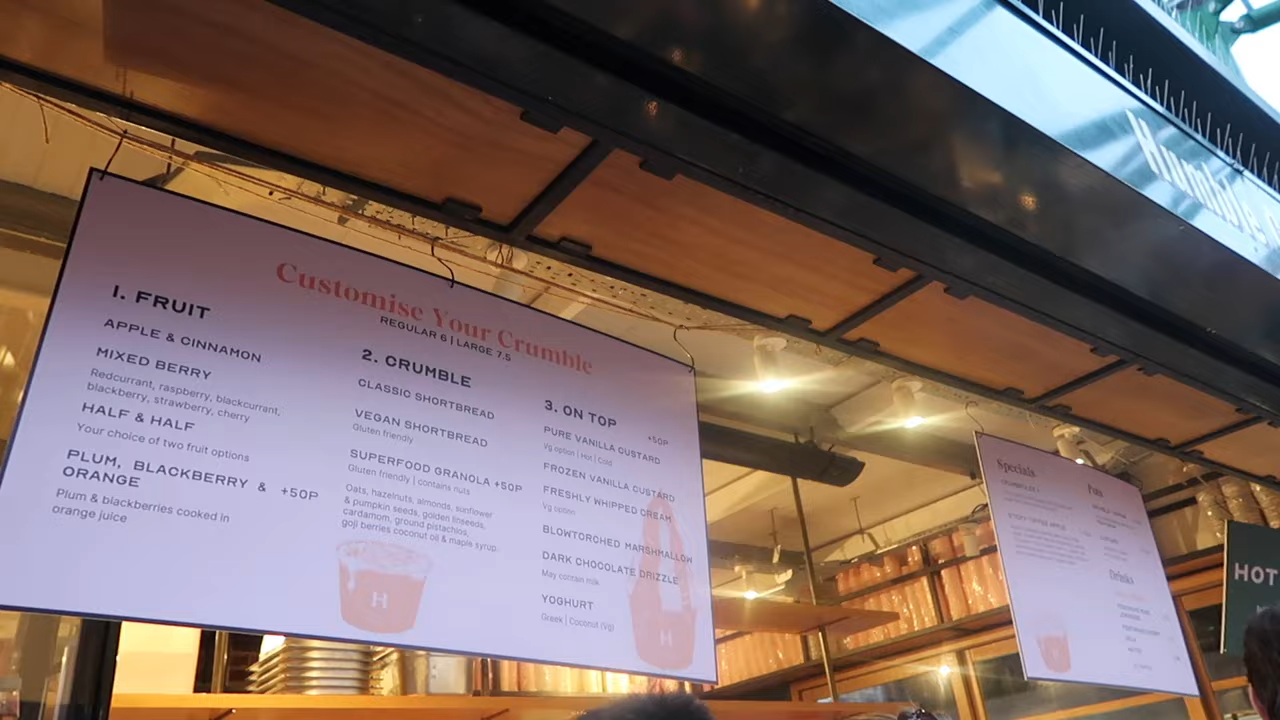 Humble
Customise Your Crumble
REGULAR 6 | LARGE 7.5
1. FRUIT
APPLE & CINNAMON
MIXED BERRY
Redcurrant, raspberry, blackcurrant,
blackberry, strawberry, cherry
HALF & HALF
Your choice of two fruit options
PLUM, BLACKBERRY & +50P
ORANGE
Plum & blackberries cooked in
orange juice
2. CRUMBLE
CLASSIC SHORTBREAD
VEGAN SHORTBREAD
Gluten friendly
SUPERFOOD GRANOLA +50P
Gluten friendly | contains nuts
Oats, hazelnuts, almonds, sunflower
& pumpkin seeds, golden linseeds,
cardamom, ground pistachios,
goji berries coconut oil & maple syrup.
H
3. ON TOP
+50P
PURE VANILLA CUSTARD
Vg option | Hot | Cold
FROZEN VANILLA CUSTARD
FRESHLY WHIPPED CREAM
Vg option
BLOWTORCHED MARSHMALLOW
DARK CHOCOLATE DRIZZLE
May contain milk
YOGHURT
Greek | Coconut (Vg)
H
Specials
Drinks
HOT